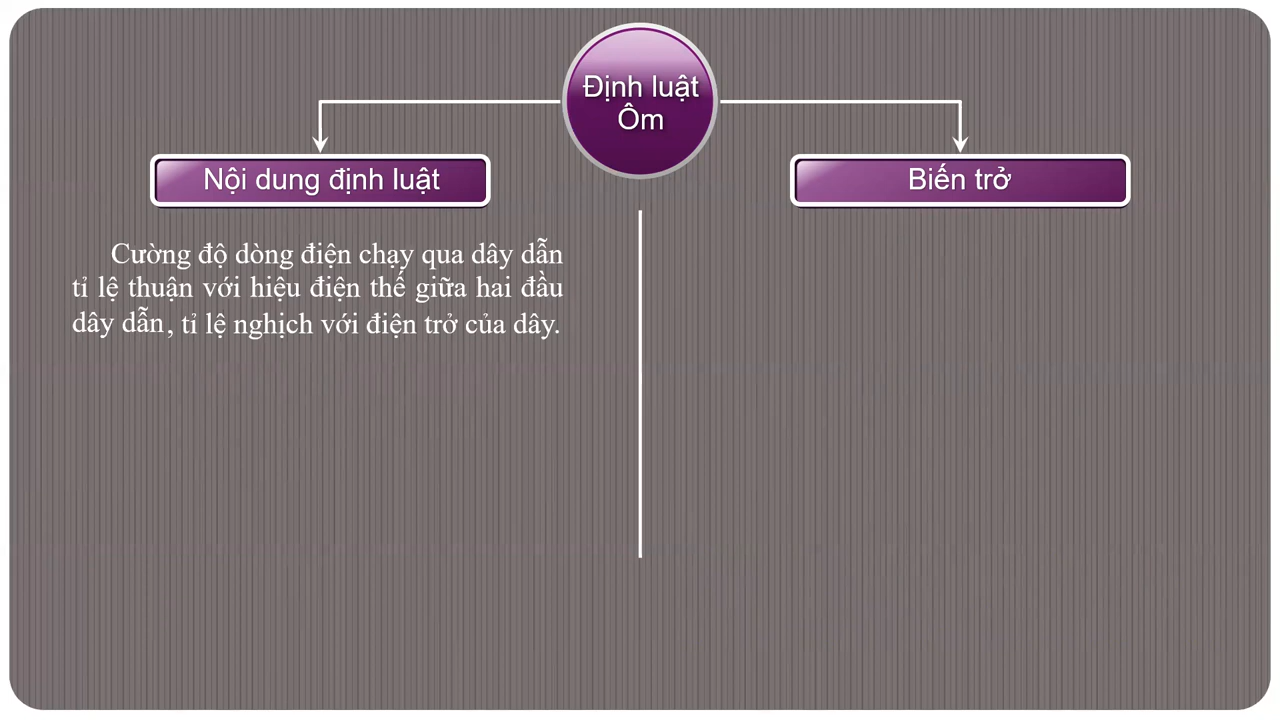 Định luật
Ôm
Nội dung định luật
Biến trở
Cường độ dòng điện chạy qua dây dẫn
tỉ lệ thuận với hiệu điện thế giữa hai đầu
dây dẫn, tỉ lệ nghịch với điện trở của dây.